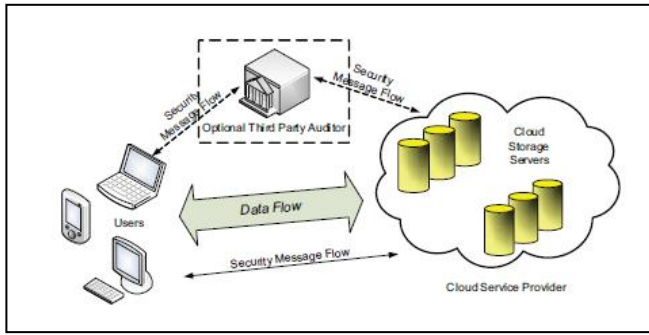 Security
Message Flow
Security
Message Flow
Optional Third Party Auditor
Cloud
Storage
Servers
Users
Data Flow
Security Message Flow
Cloud Service Provider